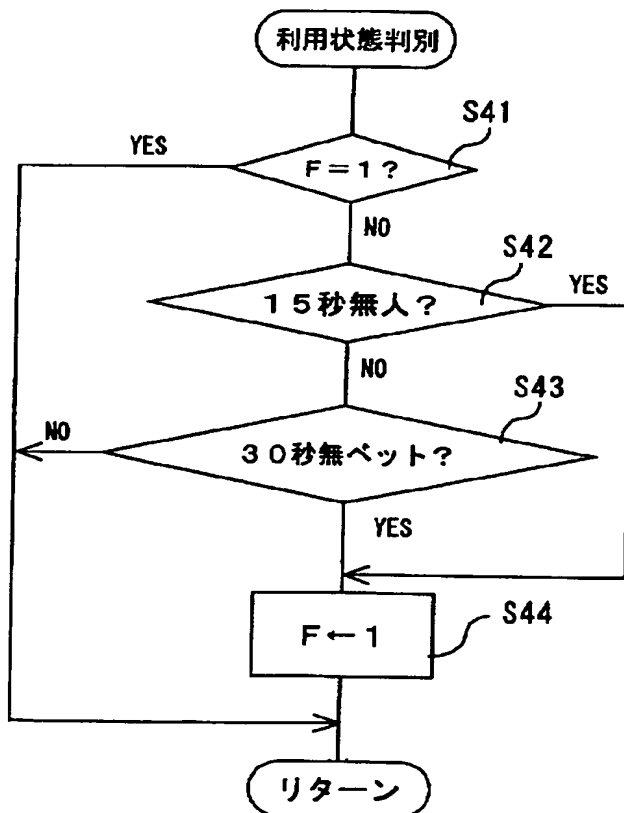 利用状態判別
S41
YES
F=1?
NO
S42
YES
15秒無人?
NO
S43
NO
30秒無ベット?
YES
S44
F←1
リターン